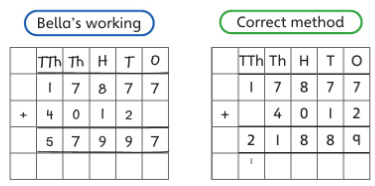 Bella's working
TTh Th H T O
1 7 8 7 7
+ 4 0 1 2
5 7 9 9 7
Correct method
TTh Th H T O
1 7 8 7 7
+ 4 0 1 2
2 1 8 8 9
1